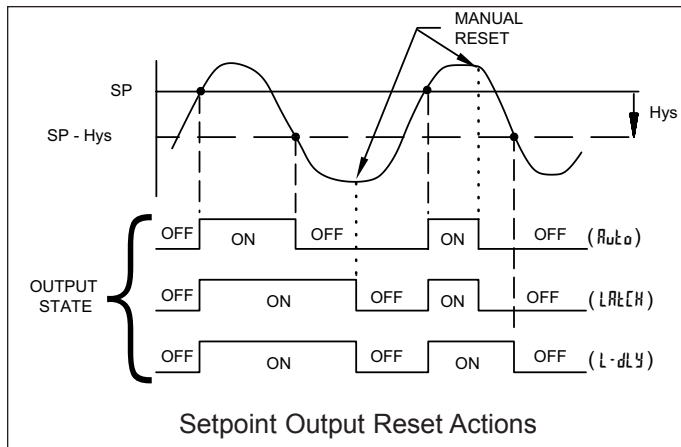 MANUAL
RESET
SP
Hys
SP - Hys
OFF ON OFF ON OFF (Auto)
OUTPUT
STATE
OFF ON OFF ON OFF (LAtCH)
OFF ON OFF ON OFF (L-dLY)
Setpoint Output Reset Actions